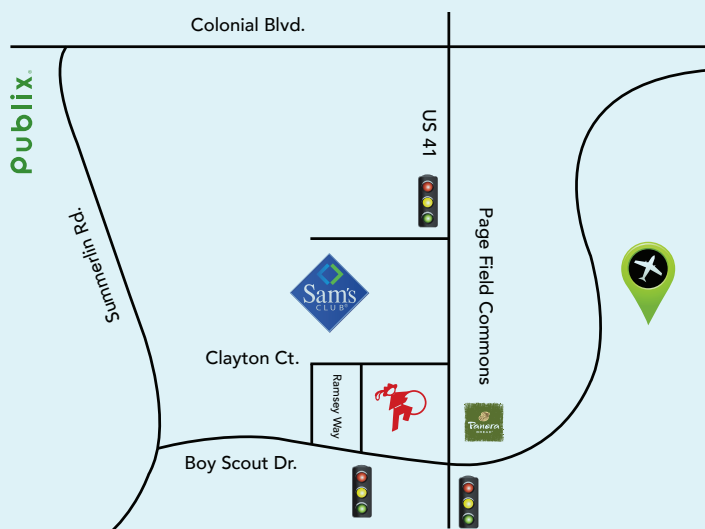 Colonial Blvd.
Publix
US 41
Summerlin Rd.
Page Field Commons
Sam's
CLUB
Clayton Ct.
Ramsey Way
Panera
BREAD
Boy Scout Dr.